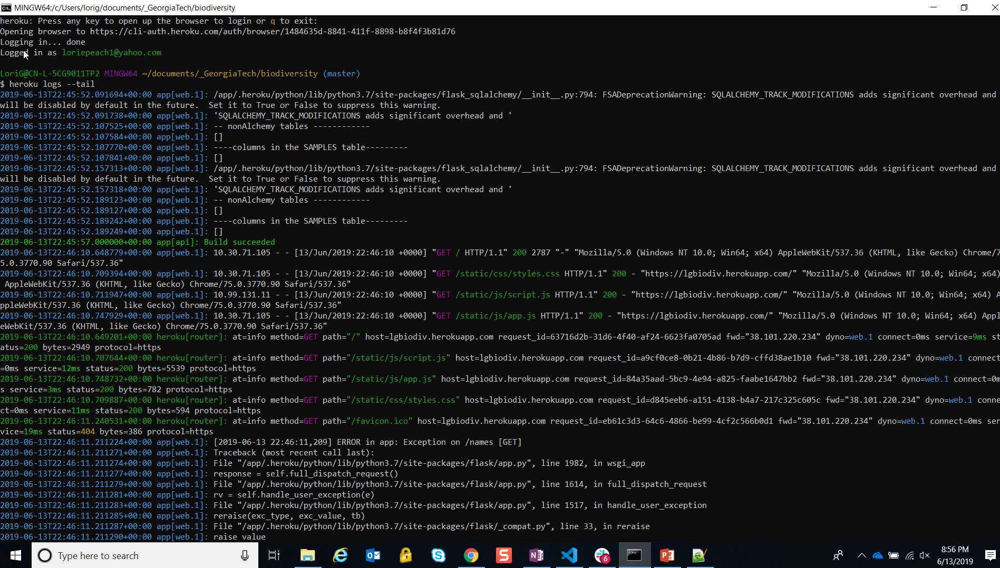 MINGW64:/c/Users/lorig/documents/_GeorgiaTech/biodiversity
heroku: Press any key to open up the browser to login or q to exit:
Opening browser to https://cli-auth.heroku.com/auth/browser/1484635d-8841-411f-8898-b8f4f3b81d76
Logging in... done
Logged in as loriepeach1@yahoo.com
LoriG@CN-L-5CG9011TP2 MINGW64 ~/documents/_GeorgiaTech/biodiversity (master)
$ heroku logs --tail
2019-06-13T22:45:52.091694+00:00 app[web.1]: /app/.heroku/python/lib/python3.7/site-packages/flask_sqlalchemy/__init__.py:794: FSADeprecationWarning: SQLALCHEMY_TRACK_MODIFICATIONS adds significant overhead and
will be disabled by default in the future.  Set it to True or False to suppress this warning.
2019-06-13T22:45:52.091738+00:00 app[web.1]: 'SQLALCHEMY_TRACK_MODIFICATIONS adds significant overhead and '
2019-06-13T22:45:52.107525+00:00 app[web.1]: -- nonAlchemy tables ------------
2019-06-13T22:45:52.107584+00:00 app[web.1]: []
2019-06-13T22:45:52.107770+00:00 app[web.1]: ----columns in the SAMPLES table---------
2019-06-13T22:45:52.107841+00:00 app[web.1]: []
2019-06-13T22:45:52.157313+00:00 app[web.1]: /app/.heroku/python/lib/python3.7/site-packages/flask_sqlalchemy/__init__.py:794: FSADeprecationWarning: SQLALCHEMY_TRACK_MODIFICATIONS adds significant overhead and
will be disabled by default in the future.  Set it to True or False to suppress this warning.
2019-06-13T22:45:52.157318+00:00 app[web.1]: 'SQLALCHEMY_TRACK_MODIFICATIONS adds significant overhead and '
2019-06-13T22:45:52.189123+00:00 app[web.1]: -- nonAlchemy tables ------------
2019-06-13T22:45:52.189127+00:00 app[web.1]: []
2019-06-13T22:45:52.189242+00:00 app[web.1]: ----columns in the SAMPLES table---------
2019-06-13T22:45:52.189249+00:00 app[web.1]: []
2019-06-13T22:45:57.000000+00:00 app[api]: Build succeeded
2019-06-13T22:46:10.648779+00:00 app[web.1]: 10.30.71.105 - - [13/Jun/2019:22:46:10 +0000] "GET / HTTP/1.1" 200 2787 "-" "Mozilla/5.0 (Windows NT 10.0; Win64; x64) AppleWebKit/537.36 (KHTML, like Gecko) Chrome/7
5.0.3770.90 Safari/537.36"
2019-06-13T22:46:10.709394+00:00 app[web.1]: 10.30.71.105 - - [13/Jun/2019:22:46:10 +0000] "GET /static/css/styles.css HTTP/1.1" 200 - "https://lgbiodiv.herokuapp.com/" "Mozilla/5.0 (Windows NT 10.0; Win64; x64)
 AppleWebKit/537.36 (KHTML, like Gecko) Chrome/75.0.3770.90 Safari/537.36"
2019-06-13T22:46:10.711947+00:00 app[web.1]: 10.99.131.11 - - [13/Jun/2019:22:46:10 +0000] "GET /static/js/script.js HTTP/1.1" 200 - "https://lgbiodiv.herokuapp.com/" "Mozilla/5.0 (Windows NT 10.0; Win64; x64) A
ppleWebKit/537.36 (KHTML, like Gecko) Chrome/75.0.3770.90 Safari/537.36"
2019-06-13T22:46:10.747929+00:00 app[web.1]: 10.30.71.105 - - [13/Jun/2019:22:46:10 +0000] "GET /static/js/app.js HTTP/1.1" 200 - "https://lgbiodiv.herokuapp.com/" "Mozilla/5.0 (Windows NT 10.0; Win64; x64) Appl
eWebKit/537.36 (KHTML, like Gecko) Chrome/75.0.3770.90 Safari/537.36"
2019-06-13T22:46:10.649201+00:00 heroku[router]: at=info method=GET path="/" host=lgbiodiv.herokuapp.com request_id=63716d2b-31d6-4f40-af24-6623fa0705ad fwd="38.101.220.234" dyno=web.1 connect=0ms service=9ms st
atus=200 bytes=2949 protocol=https
2019-06-13T22:46:10.707644+00:00 heroku[router]: at=info method=GET path="/static/js/script.js" host=lgbiodiv.herokuapp.com request_id=a9cf0ce8-0b21-4b86-b7d9-cffd38ae1b10 fwd="38.101.220.234" dyno=web.1 connect
=0ms service=12ms status=200 bytes=5539 protocol=https
2019-06-13T22:46:10.748732+00:00 heroku[router]: at=info method=GET path="/static/js/app.js" host=lgbiodiv.herokuapp.com request_id=84a35aad-5bc9-4e94-a825-faabe1647bb2 fwd="38.101.220.234" dyno=web.1 connect=0m
s service=3ms status=200 bytes=782 protocol=https
2019-06-13T22:46:10.709887+00:00 heroku[router]: at=info method=GET path="/static/css/styles.css" host=lgbiodiv.herokuapp.com request_id=d845eeb6-a151-4138-b4a7-217c325c605c fwd="38.101.220.234" dyno=web.1 conne
ct=0ms service=11ms status=200 bytes=594 protocol=https
2019-06-13T22:46:11.240531+00:00 heroku[router]: at=info method=GET path="/favicon.ico" host=lgbiodiv.herokuapp.com request_id=eb61c3d3-64c6-4866-be99-4cf2c566b0d1 fwd="38.101.220.234" dyno=web.1 connect=0ms ser
vice=19ms status=404 bytes=386 protocol=https
2019-06-13T22:46:11.211224+00:00 app[web.1]: [2019-06-13 22:46:11,209] ERROR in app: Exception on /names [GET]
2019-06-13T22:46:11.211271+00:00 app[web.1]: Traceback (most recent call last):
2019-06-13T22:46:11.211274+00:00 app[web.1]: File "/app/.heroku/python/lib/python3.7/site-packages/flask/app.py", line 1982, in wsgi_app
2019-06-13T22:46:11.211277+00:00 app[web.1]: response = self.full_dispatch_request()
2019-06-13T22:46:11.211279+00:00 app[web.1]: File "/app/.heroku/python/lib/python3.7/site-packages/flask/app.py", line 1614, in full_dispatch_request
2019-06-13T22:46:11.211281+00:00 app[web.1]: rv = self.handle_user_exception(e)
2019-06-13T22:46:11.211283+00:00 app[web.1]: File "/app/.heroku/python/lib/python3.7/site-packages/flask/app.py", line 1517, in handle_user_exception
2019-06-13T22:46:11.211285+00:00 app[web.1]: reraise(exc_type, exc_value, tb)
2019-06-13T22:46:11.211287+00:00 app[web.1]: File "/app/.heroku/python/lib/python3.7/site-packages/flask/_compat.py", line 33, in reraise
2019-06-13T22:46:11.211290+00:00 app[web.1]: raise value
Type here to search
6
8:56 PM
6/13/2019